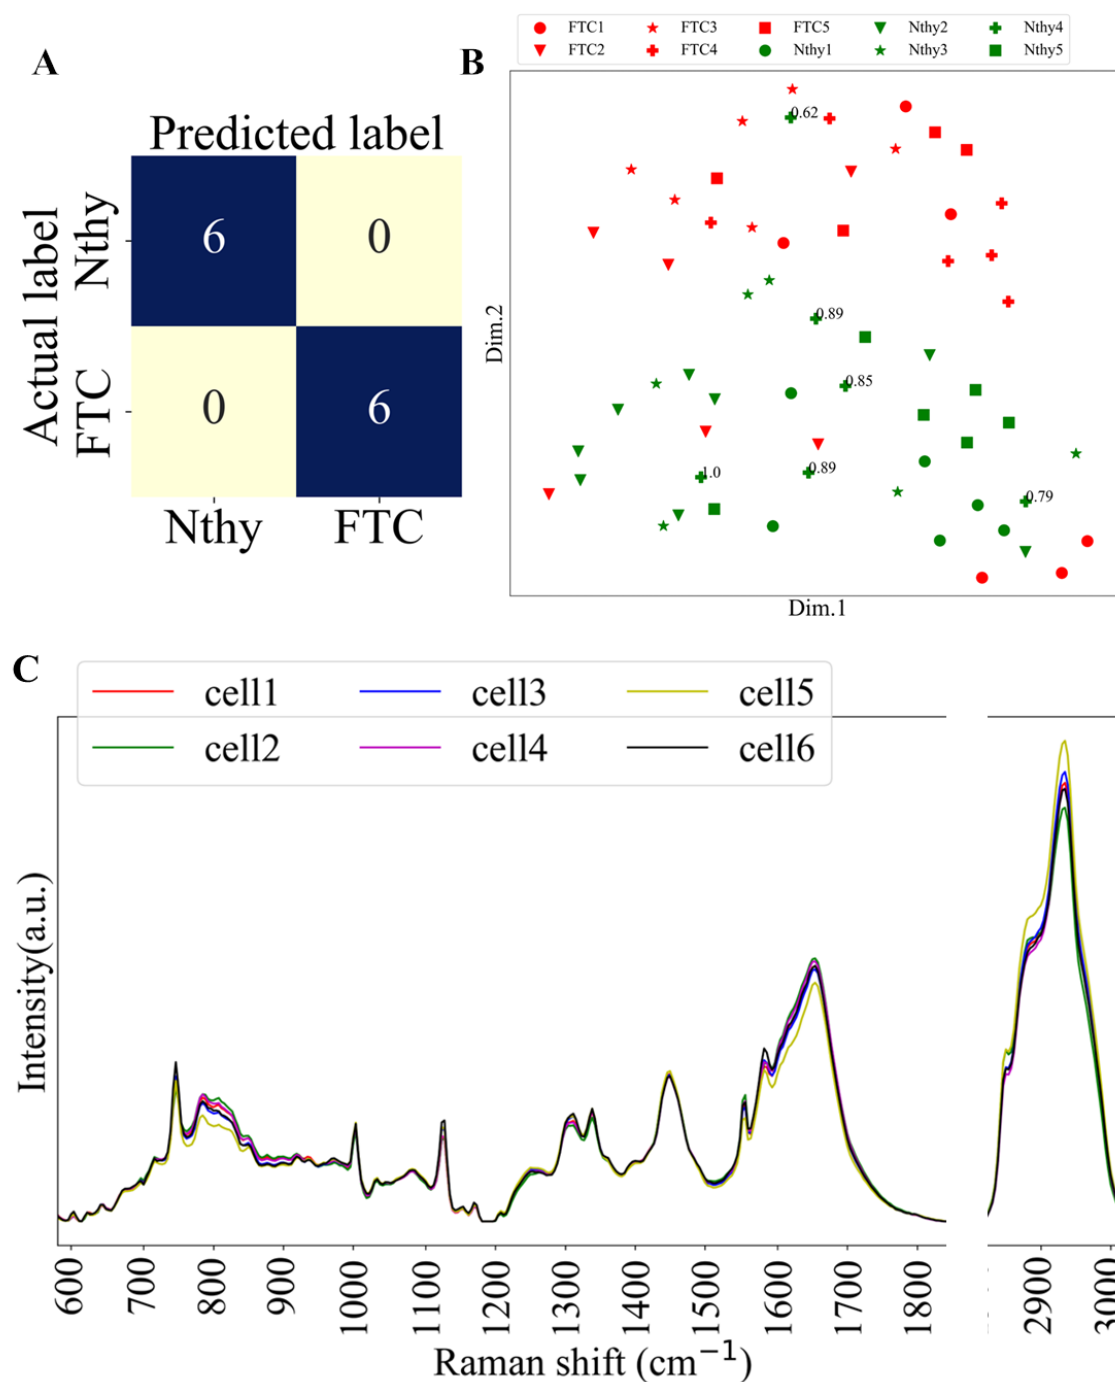 A
Predicted label
Actual label
Nthy
FTC
6 0
0 6
Nthy FTC
B
FTC1 FTC3 FTC5 Nthy2 Nthy4
FTC2 FTC4 Nthy1 Nthy3 Nthy5
0.62
0.89
0.85
1.0
0.89
0.79
Dim.2
Dim.1
C
cell1 cell3 cell5
cell2 cell4 cell6
Intensity(a.u.)
600 700 800 900 1000 1100 1200 1300 1400 1500 1600 1700 1800 2900 3000
Raman shift (cm⁻¹)